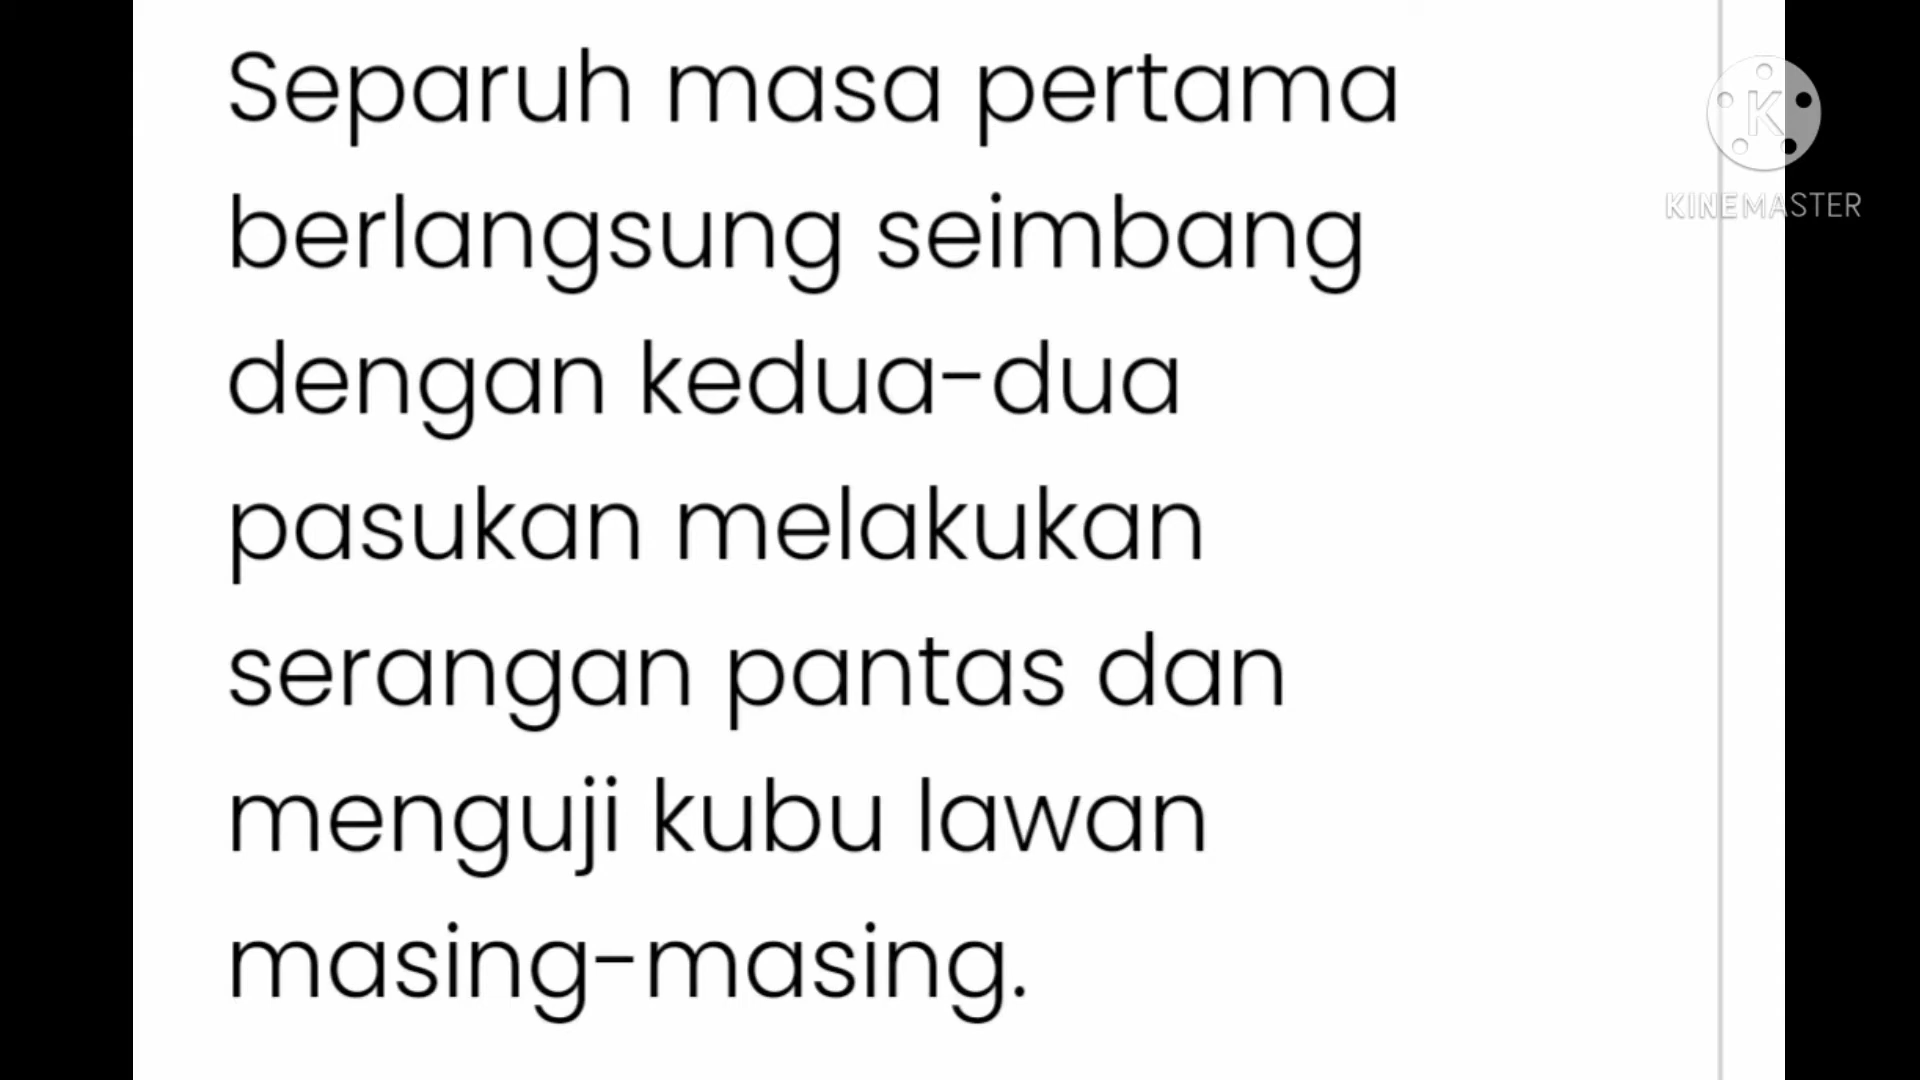 Separuh masa pertama
berlangsung seimbang
dengan kedua-dua
pasukan melakukan
serangan pantas dan
menguji kubu lawan
masing-masing.
K
KINEMASTER